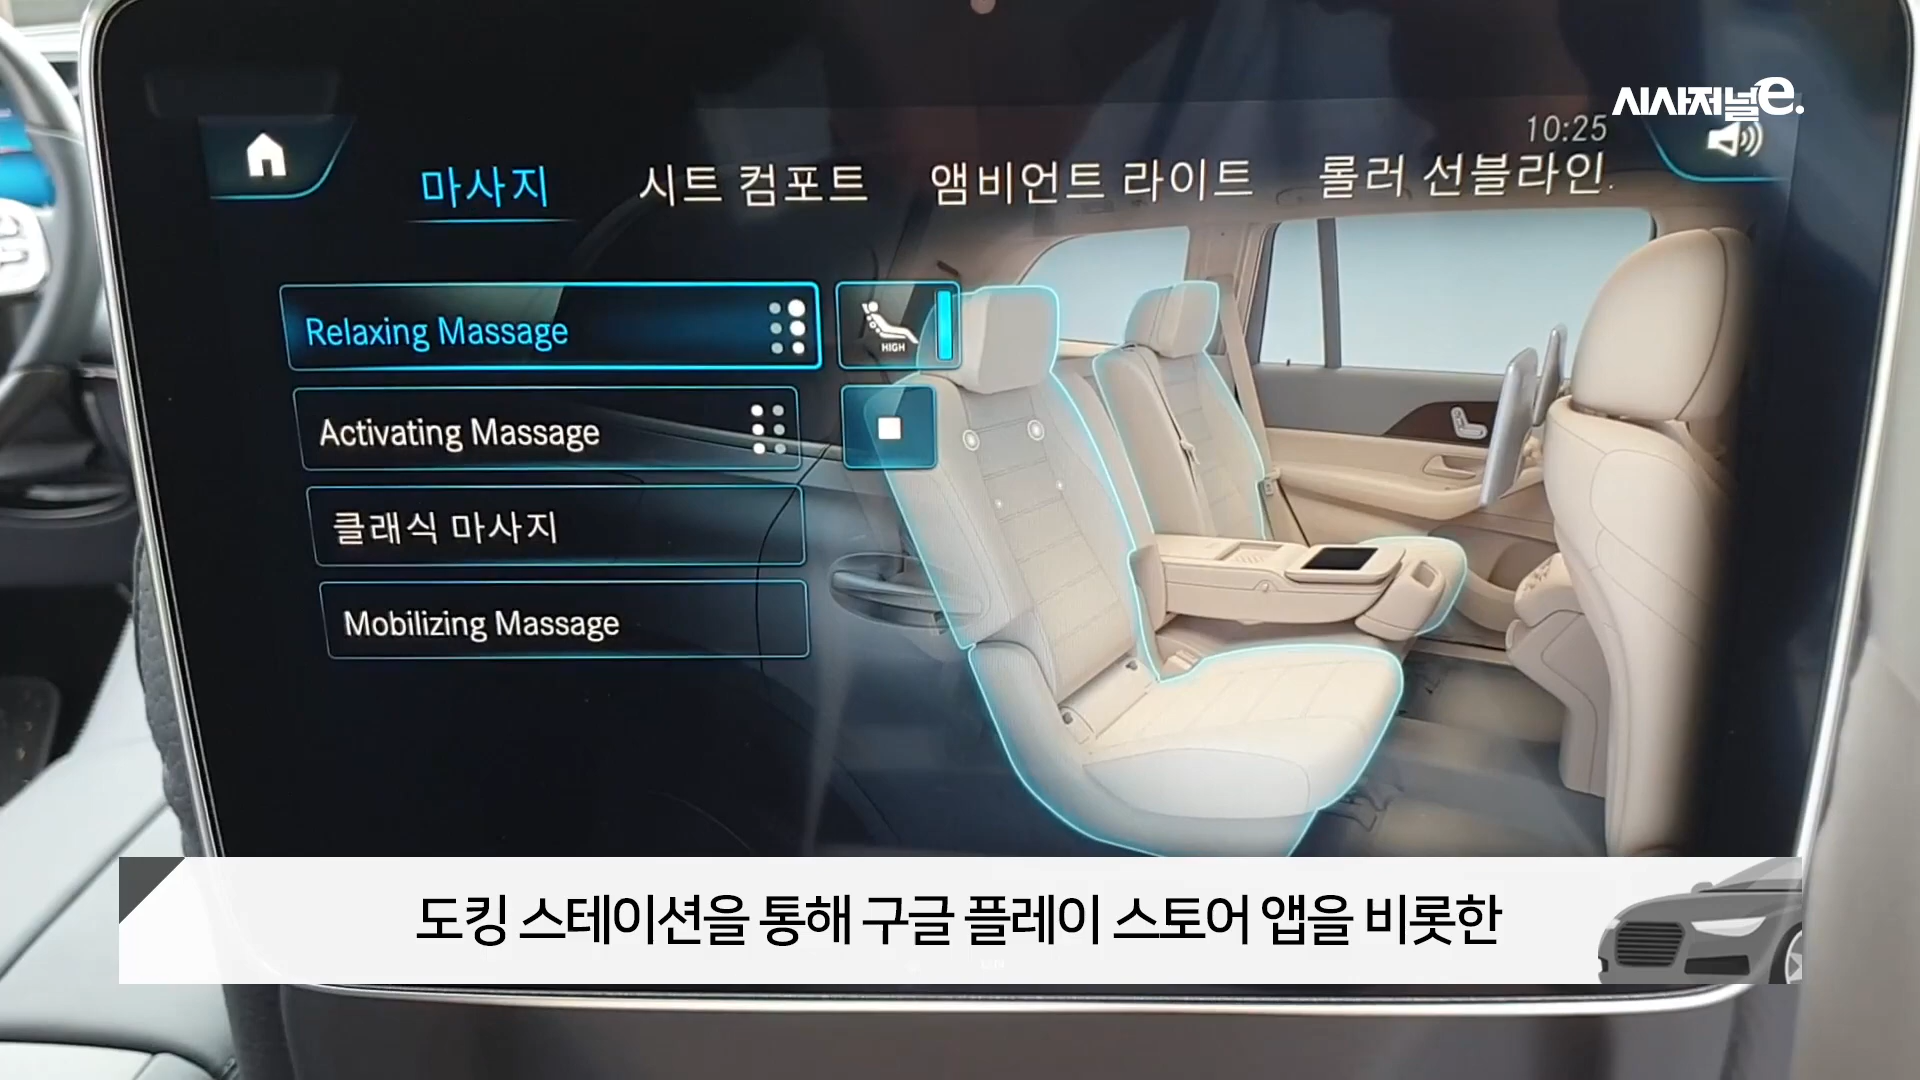 시사저널e.
10:25
마사지 시트 컴포트 앰비언트 라이트 롤러 선블라인.
Relaxing Massage
HIGH
Activating Massage
클래식 마사지
Mobilizing Massage
도킹 스테이션을 통해 구글 플레이 스토어 앱을 비롯한